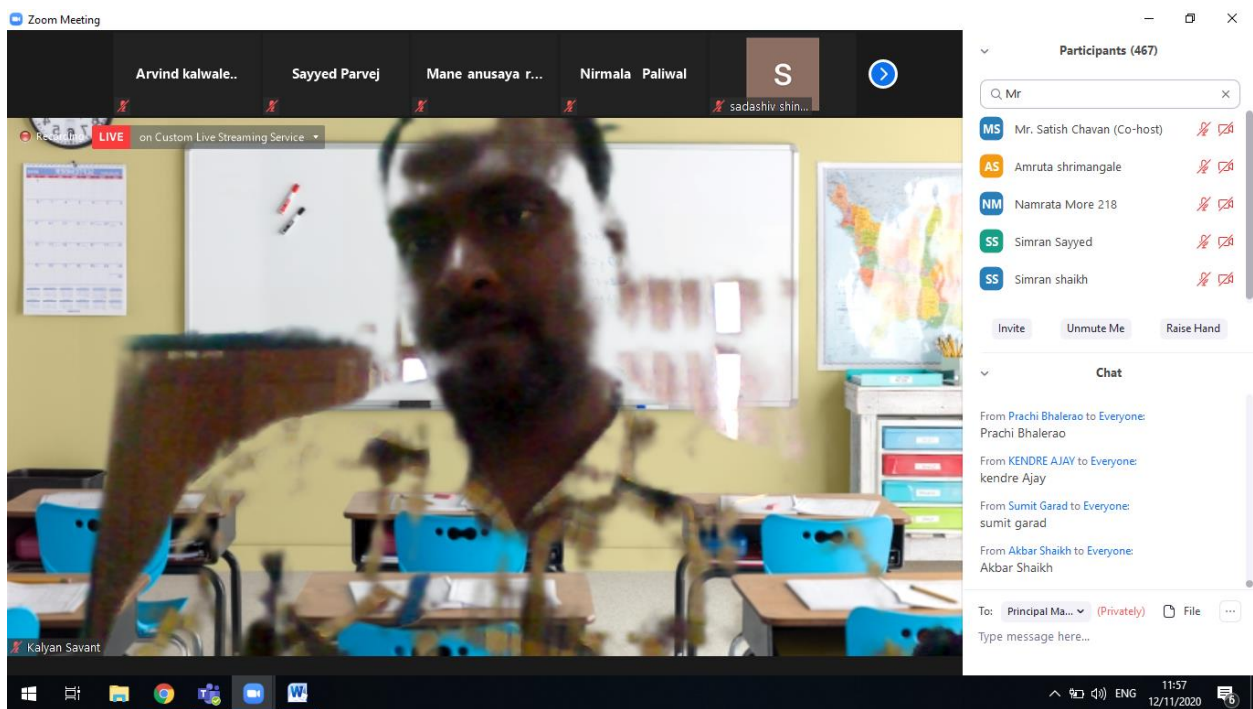 Zoom Meeting
Arvind kalwale..
Sayyed Parvej
Mane anusaya r...
Nirmala Paliwal
S
sadashiv shin...
Recording
LIVE on Custom Live Streaming Service
Kalyan Savant
Participants (467)
Mr
MS Mr. Satish Chavan (Co-host)
AS Amruta shrimangale
NM Namrata More 218
SS Simran Sayyed
SS Simran shaikh
Invite Unmute Me Raise Hand
Chat
From Prachi Bhalerao to Everyone:
Prachi Bhalerao
From KENDRE AJAY to Everyone:
kendre Ajay
From Sumit Garad to Everyone:
sumit garad
From Akbar Shaikh to Everyone:
Akbar Shaikh
To: Principal Ma... (Privately) File ...
Type message here...
ENG
11:57
12/11/2020
6